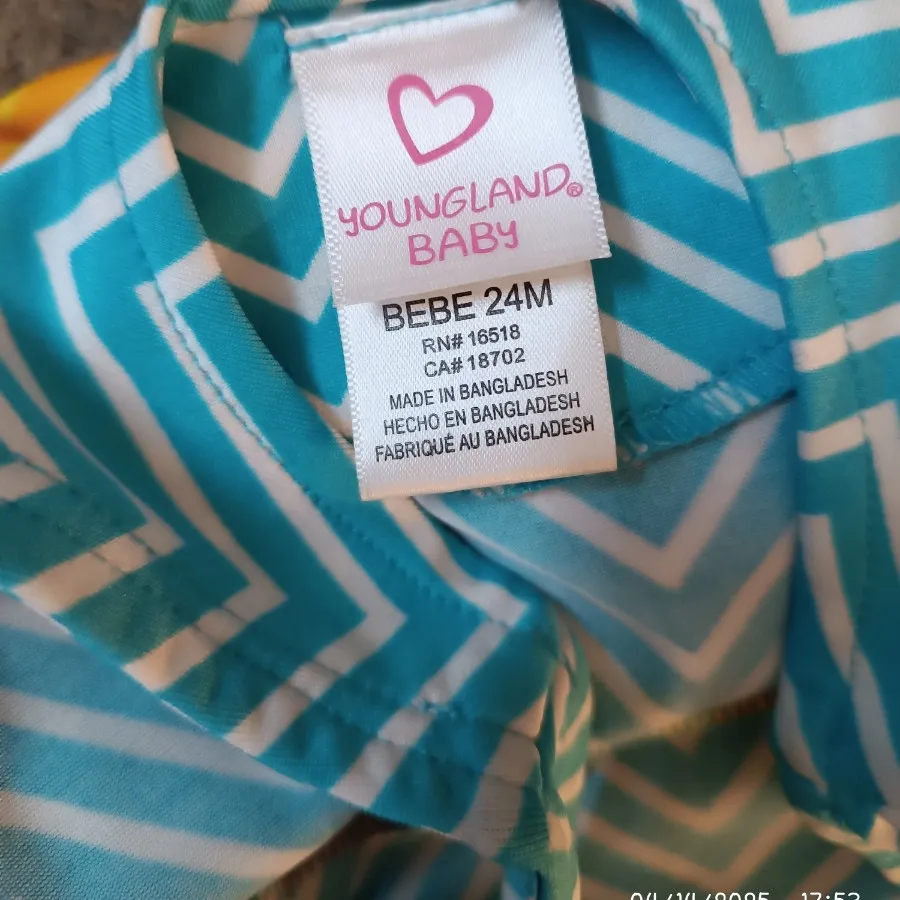 YOUNGLAND®
BABY
BEBE 24M
RN# 16518
CA# 18702
MADE IN BANGLADESH
HECHO EN BANGLADESH
FABRIQUÉ AU BANGLADESH